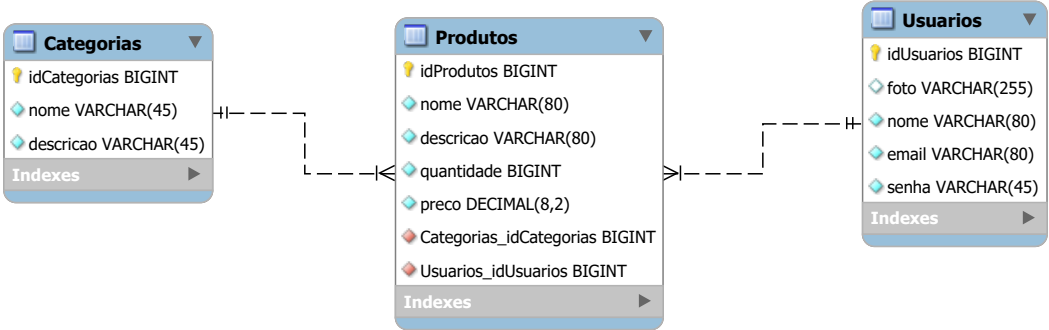 Categorias
idCategorias BIGINT
nome VARCHAR(45)
descricao VARCHAR(45)
Indexes
Produtos
idProdutos BIGINT
nome VARCHAR(80)
descricao VARCHAR(80)
quantidade BIGINT
preco DECIMAL(8,2)
Categorias_idCategorias BIGINT
Usuarios_idUsuarios BIGINT
Indexes
Usuarios
idUsuarios BIGINT
foto VARCHAR(255)
nome VARCHAR(80)
email VARCHAR(80)
senha VARCHAR(45)
Indexes